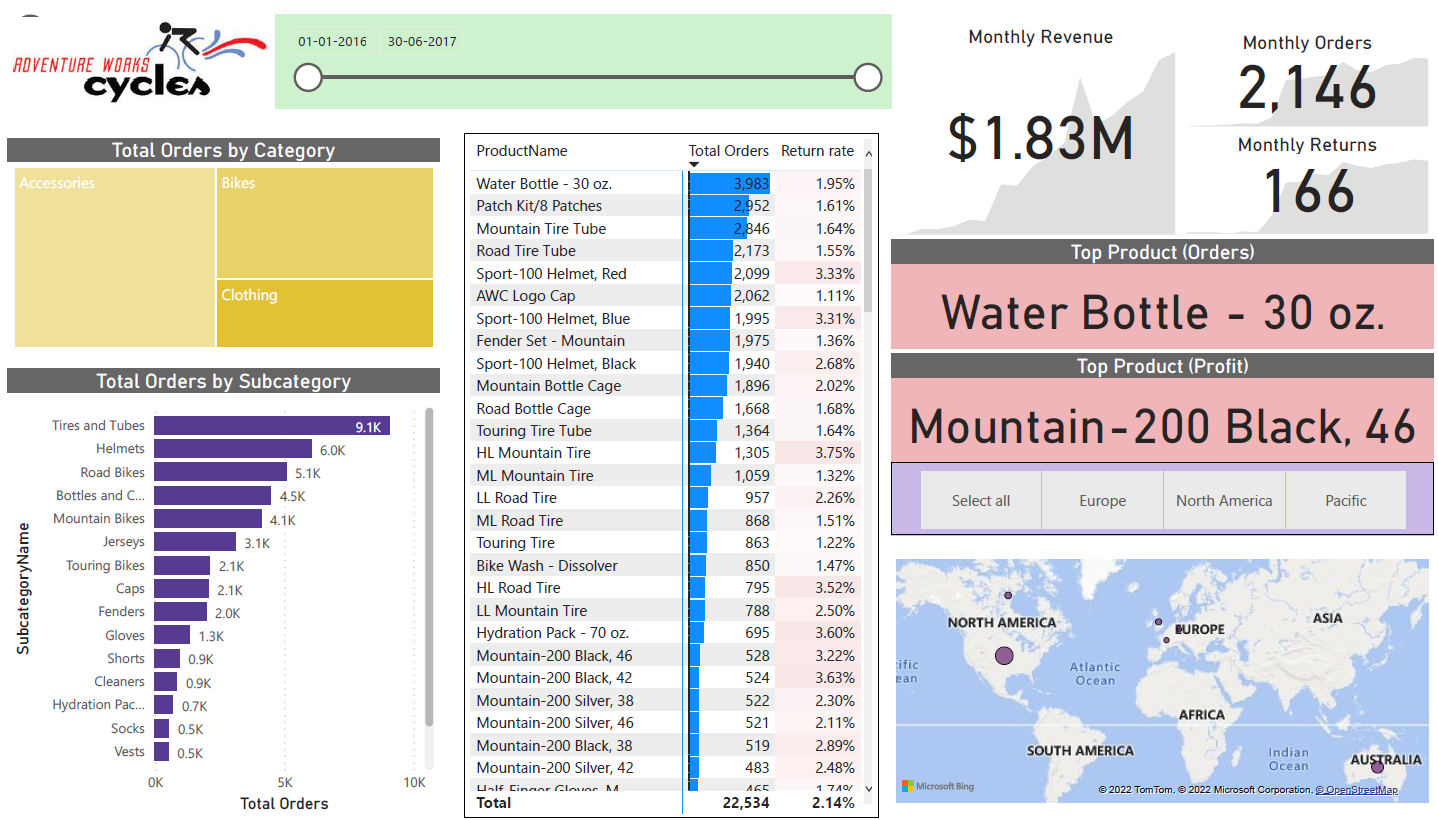 ADVENTURE WORKS
cycles
01-01-2016 30-06-2017
Monthly Revenue
$1.83M
Monthly Orders
2,146
Monthly Returns
166
Total Orders by Category
Accessories
Bikes
Clothing
Total Orders by Subcategory
SubcategoryName
Tires and Tubes 9.1K
Helmets 6.0K
Road Bikes 5.1K
Bottles and C... 4.5K
Mountain Bikes 4.1K
Jerseys 3.1K
Touring Bikes 2.1K
Caps 2.1K
Fenders 2.0K
Gloves 1.3K
Shorts 0.9K
Cleaners 0.9K
Hydration Pac... 0.7K
Socks 0.5K
Vests 0.5K
0K 5K 10K
Total Orders
ProductName Total Orders Return rate
Water Bottle - 30 oz. 3,983 1.95%
Patch Kit/8 Patches 2,952 1.61%
Mountain Tire Tube 2,846 1.64%
Road Tire Tube 2,173 1.55%
Sport-100 Helmet, Red 2,099 3.33%
AWC Logo Cap 2,062 1.11%
Sport-100 Helmet, Blue 1,995 3.31%
Fender Set - Mountain 1,975 1.36%
Sport-100 Helmet, Black 1,940 2.68%
Mountain Bottle Cage 1,896 2.02%
Road Bottle Cage 1,668 1.68%
Touring Tire Tube 1,364 1.64%
HL Mountain Tire 1,305 3.75%
ML Mountain Tire 1,059 1.32%
LL Road Tire 957 2.26%
ML Road Tire 868 1.51%
Touring Tire 863 1.22%
Bike Wash - Dissolver 850 1.47%
HL Road Tire 795 3.52%
LL Mountain Tire 788 2.50%
Hydration Pack - 70 oz. 695 3.60%
Mountain-200 Black, 46 528 3.22%
Mountain-200 Black, 42 524 3.63%
Mountain-200 Silver, 38 522 2.30%
Mountain-200 Silver, 46 521 2.11%
Mountain-200 Black, 38 519 2.89%
Mountain-200 Silver, 42 483 2.48%
Half-Finger Gloves, M 465 1.74%
Total 22,534 2.14%
Top Product (Orders)
Water Bottle - 30 oz.
Top Product (Profit)
Mountain-200 Black, 46
Select all Europe North America Pacific
NORTH AMERICA
EUROPE
ASIA
ific
ean
Atlantic
Ocean
AFRICA
SOUTH AMERICA
Indian
Ocean
AUSTRALIA
Microsoft Bing
© 2022 TomTom, © 2022 Microsoft Corporation, © OpenStreetMap